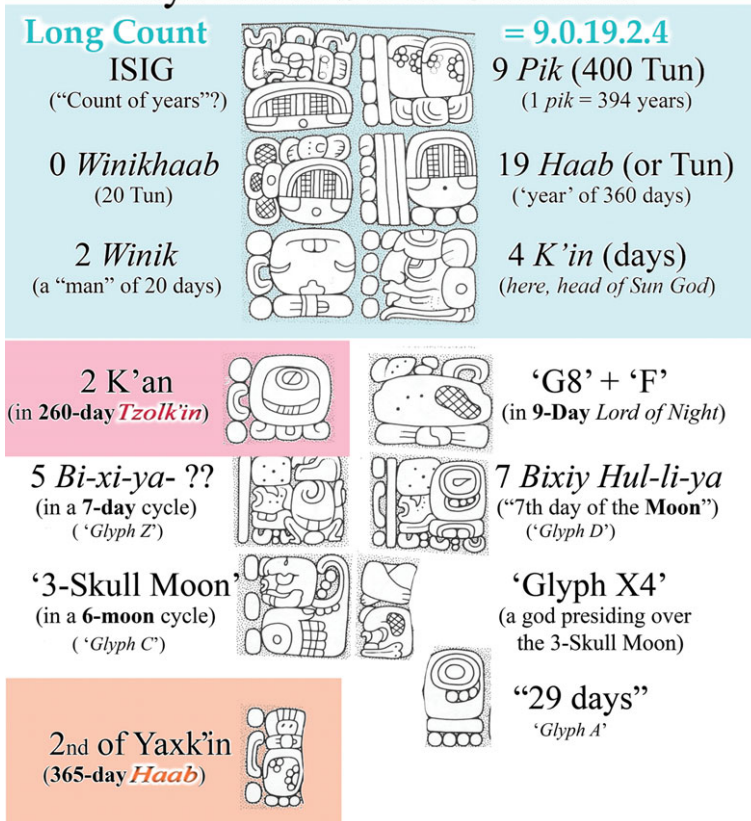 Long Count
= 9.0.19.2.4
ISIG
(“Count of years”?)
9 Pik (400 Tun)
(1 pik = 394 years)
0 Winikhaab
(20 Tun)
19 Haab (or Tun)
(‘year’ of 360 days)
2 Winik
(a “man” of 20 days)
4 K’in (days)
(here, head of Sun God)
2 K’an
(in 260-day Tzolk’in)
‘G8’ + ‘F’
(in 9-Day Lord of Night)
5 Bi-xi-ya- ??
(in a 7-day cycle)
( ‘Glyph Z’)
7 Bixiy Hul-li-ya
(“7th day of the Moon”)
(‘Glyph D’)
‘3-Skull Moon’
(in a 6-moon cycle)
( ‘Glyph C’)
‘Glyph X4’
(a god presiding over
the 3-Skull Moon)
“29 days”
‘Glyph A’
2nd of Yaxk’in
(365-day Haab)